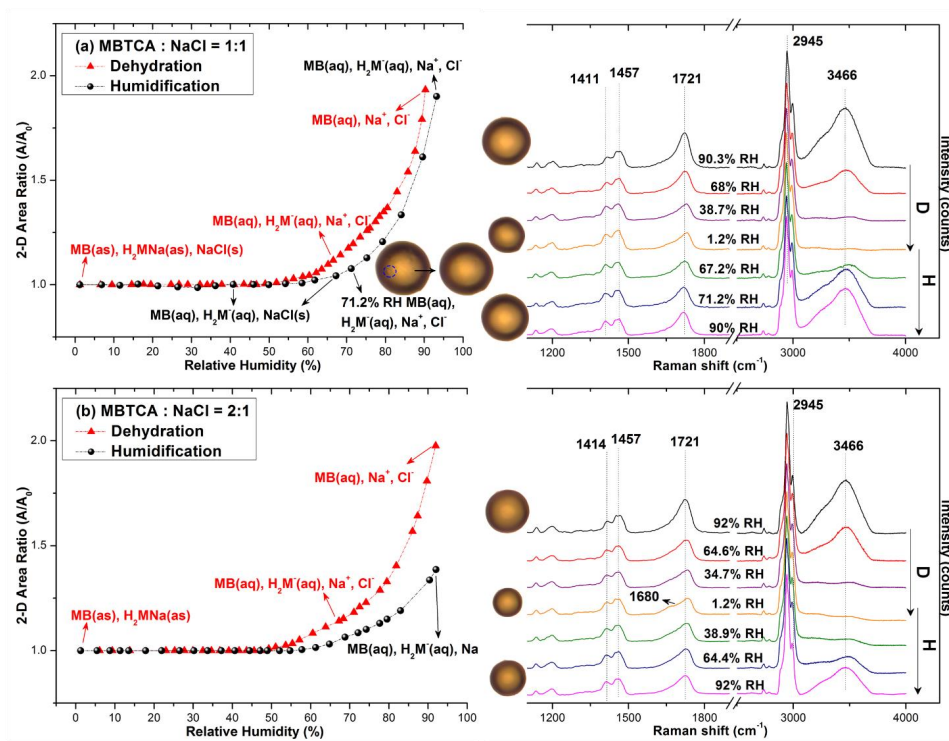 (a) MBTCA : NaCl = 1:1
Dehydration
Humidification
MB(aq), H₂M⁻(aq), Na⁺, Cl⁻
MB(aq), Na⁺, Cl⁻
MB(aq), H₂M⁻(aq), Na⁺, Cl⁻
MB(as), H₂MNa(as), NaCl(s)
MB(aq), H₂M⁻(aq), NaCl(s)
71.2% RH MB(aq),
H₂M⁻(aq), Na⁺, Cl⁻
2-D Area Ratio (A/A₀)
2.0
1.5
1.0
0 10 20 30 40 50 60 70 80 90 100
Relative Humidity (%)
2945
1411 1457 1721 3466
90.3% RH
68% RH
38.7% RH
1.2% RH
67.2% RH
71.2% RH
90% RH
D
H
Intensity (counts)
1200 1500 1800 3000 4000
Raman shift (cm⁻¹)
(b) MBTCA : NaCl = 2:1
Dehydration
Humidification
MB(aq), Na⁺, Cl⁻
MB(aq), H₂M⁻(aq), Na⁺, Cl⁻
MB(as), H₂MNa(as)
MB(aq), H₂M⁻(aq), Na
2-D Area Ratio (A/A₀)
2.0
1.5
1.0
0 10 20 30 40 50 60 70 80 90 100
Relative Humidity (%)
2945
1414 1457 1721 3466
92% RH
64.6% RH
34.7% RH
1680
1.2% RH
38.9% RH
64.4% RH
92% RH
D
H
Intensity (counts)
1200 1500 1800 3000 4000
Raman shift (cm⁻¹)